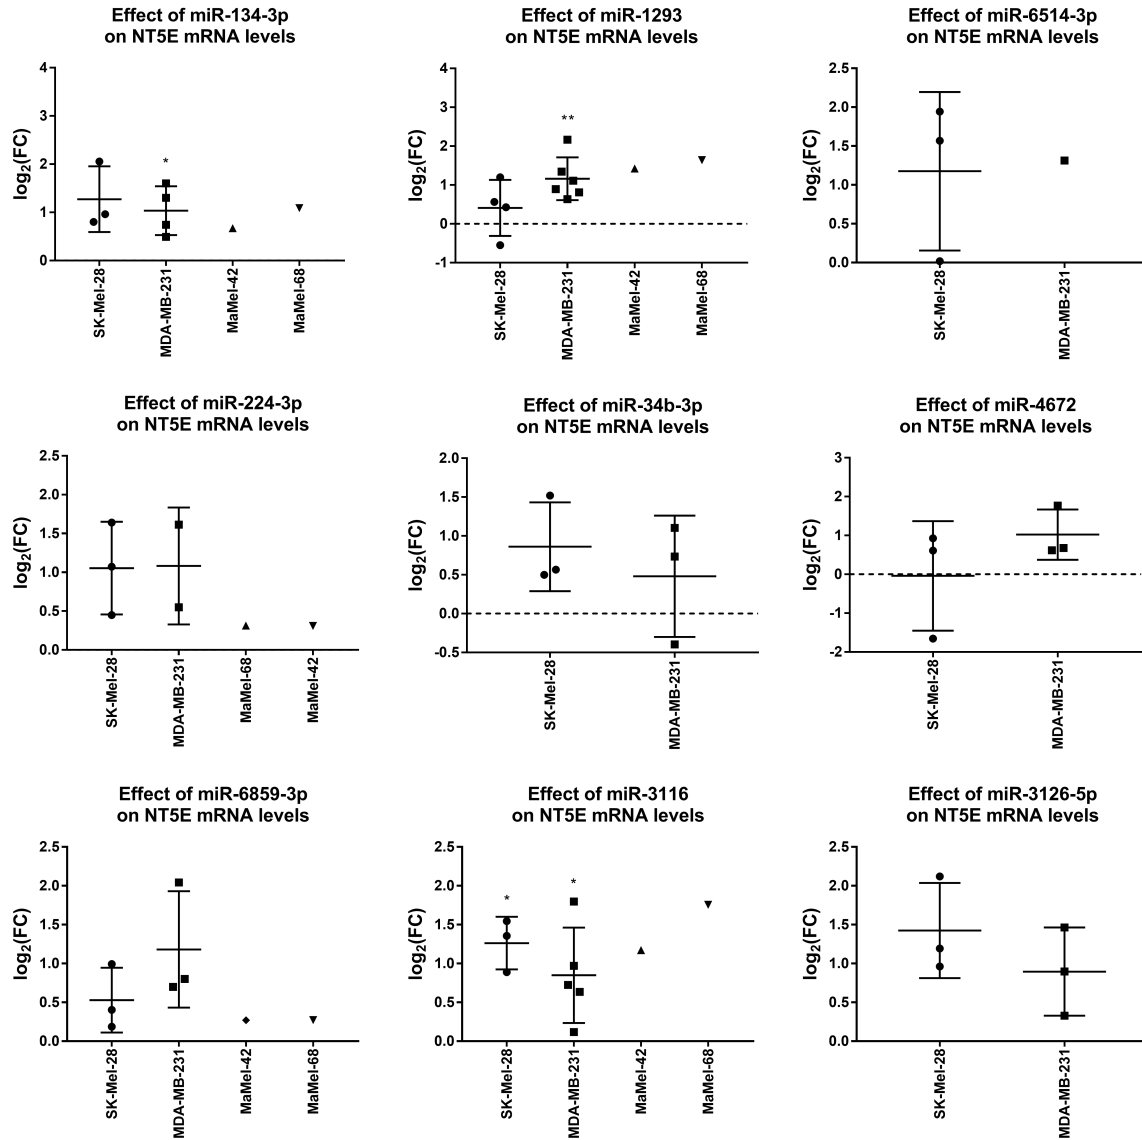 Effect of miR-134-3p
on NT5E mRNA levels
log2(FC)
4
3
2
1
0
*
SK-Mel-28
MDA-MB-231
MaMel-42
MaMel-68
Effect of miR-1293
on NT5E mRNA levels
log2(FC)
4
3
2
1
0
-1
**
SK-Mel-28
MDA-MB-231
MaMel-42
MaMel-68
Effect of miR-6514-3p
on NT5E mRNA levels
log2(FC)
2.5
2.0
1.5
1.0
0.5
0.0
SK-Mel-28
MDA-MB-231
Effect of miR-224-3p
on NT5E mRNA levels
log2(FC)
2.5
2.0
1.5
1.0
0.5
0.0
SK-Mel-28
MDA-MB-231
MaMel-68
MaMel-42
Effect of miR-34b-3p
on NT5E mRNA levels
log2(FC)
2.0
1.5
1.0
0.5
0.0
-0.5
SK-Mel-28
MDA-MB-231
Effect of miR-4672
on NT5E mRNA levels
log2(FC)
3
2
1
0
-1
-2
SK-Mel-28
MDA-MB-231
Effect of miR-6859-3p
on NT5E mRNA levels
log2(FC)
2.5
2.0
1.5
1.0
0.5
0.0
SK-Mel-28
MDA-MB-231
MaMel-42
MaMel-68
Effect of miR-3116
on NT5E mRNA levels
log2(FC)
2.5
2.0
1.5
1.0
0.5
0.0
*
*
SK-Mel-28
MDA-MB-231
MaMel-42
MaMel-68
Effect of miR-3126-5p
on NT5E mRNA levels
log2(FC)
2.5
2.0
1.5
1.0
0.5
0.0
SK-Mel-28
MDA-MB-231